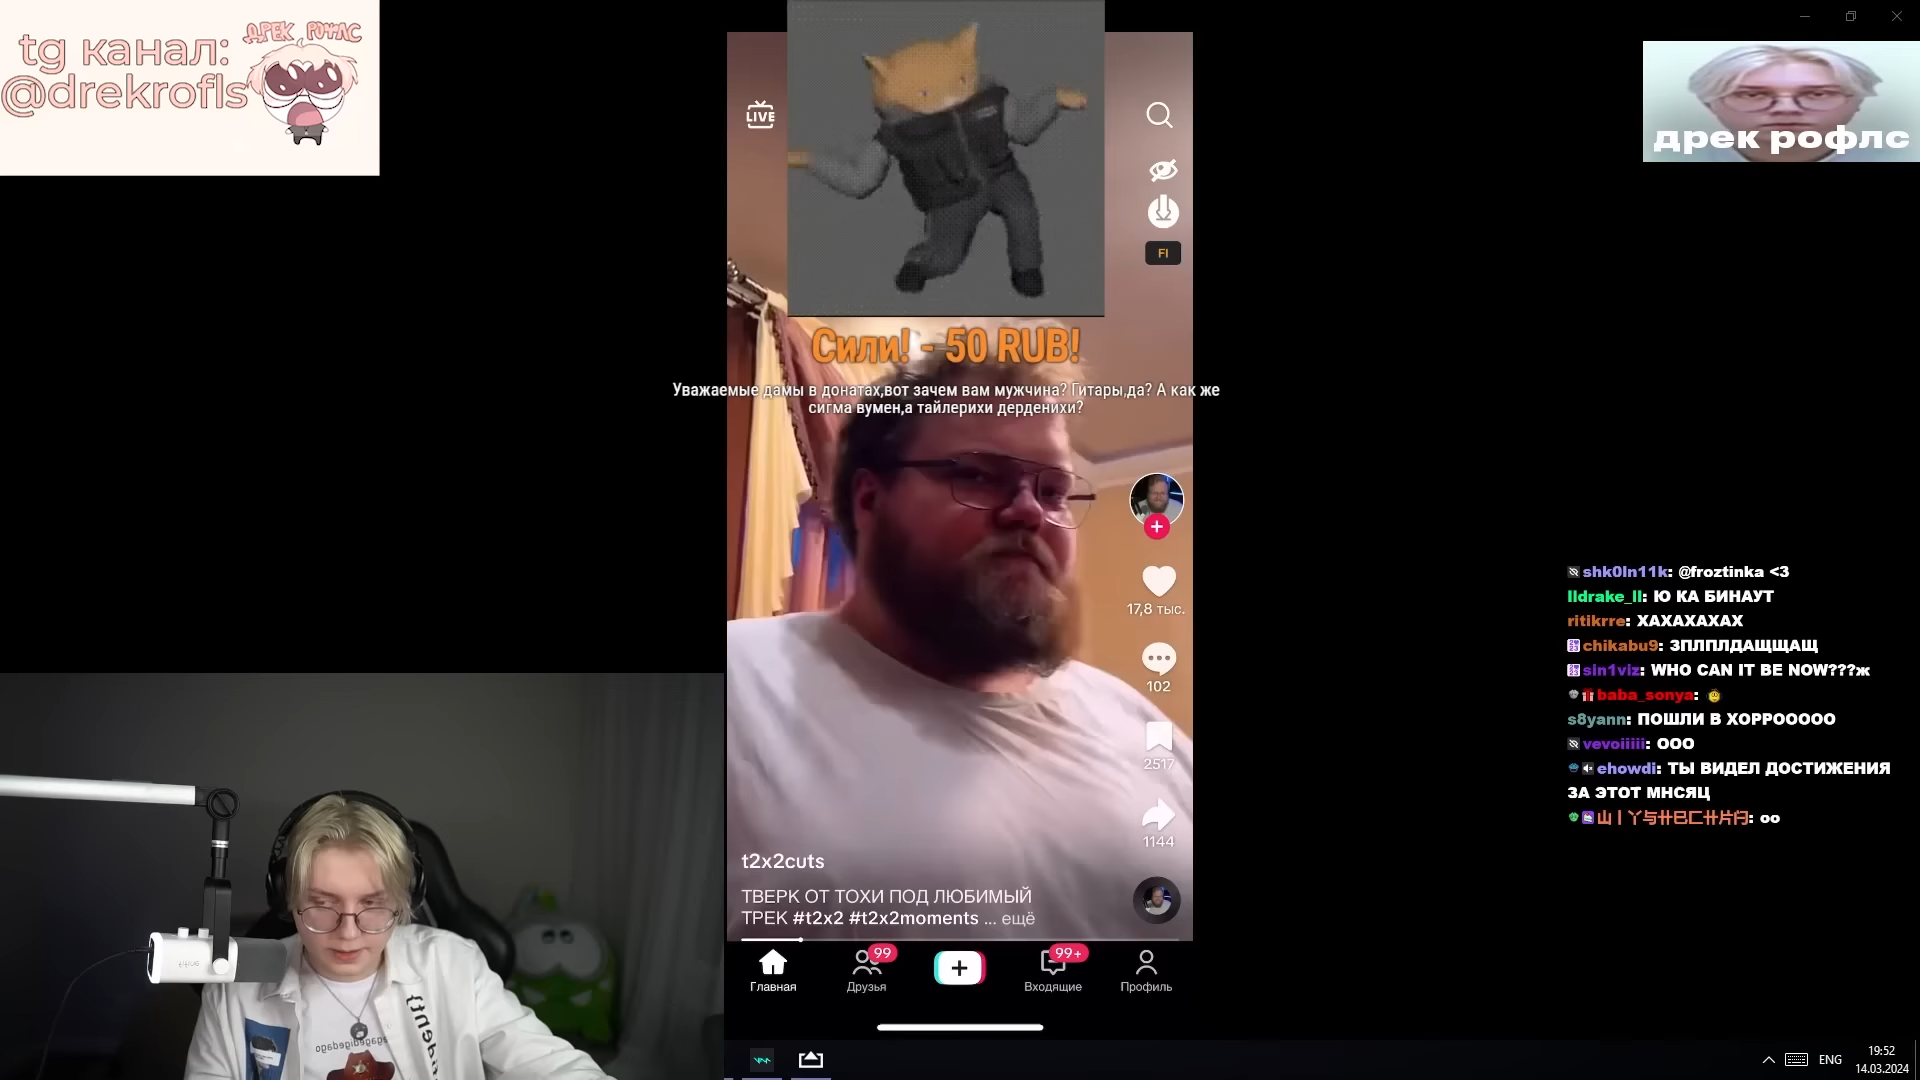 tg канал:
@drekrofls
ДРЕК РОФЛС
дрек рофлс
LIVE
FI
Сили! - 50 RUB!
Уважаемые дамы в донатах,вот зачем вам мужчина? Гитары,да? А как же
сигма вумен,а тайлерихи дерденихи?
17,8 тыс.
102
2517
1144
t2x2cuts
ТВЕРК ОТ ТОХИ ПОД ЛЮБИМЫЙ
ТРЕК #t2x2 #t2x2moments ... ещё
99
99+
Главная
Друзья
Входящие
Профиль
shk0ln11k: @froztinka <3
lldrake_ll: Ю КА БИНАУТ
ritikrre: ХАХАХАХАХ
chikabu9: ЗПЛПЛДАЩЩАЩ
sin1viz: WHO CAN IT BE NOW???ж
baba_sonya:
s8yann: ПОШЛИ В ХОРРООООО
vevoiiiii: ООО
ehowdi: ТЫ ВИДЕЛ ДОСТИЖЕНИЯ
ЗА ЭТОТ МНСЯЦ
: оо
ENG
19:52
14.03.2024